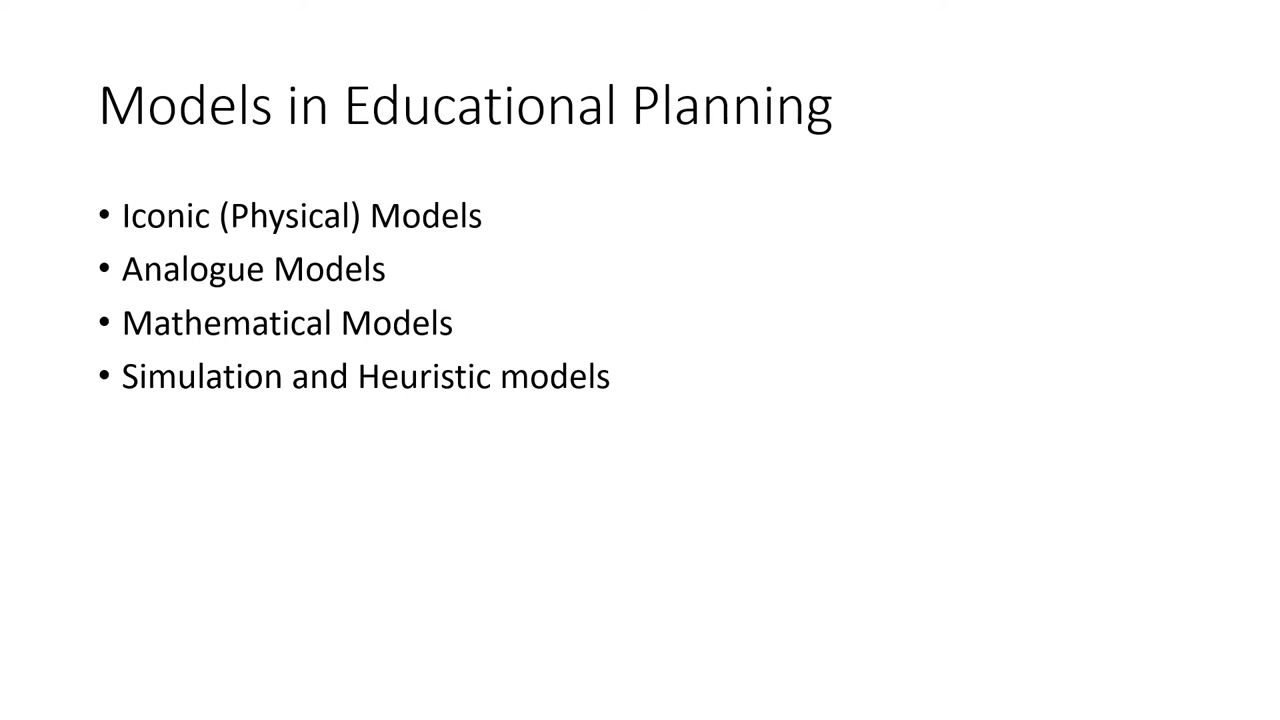 Models in Educational Planning
• Iconic (Physical) Models
• Analogue Models
• Mathematical Models
• Simulation and Heuristic models